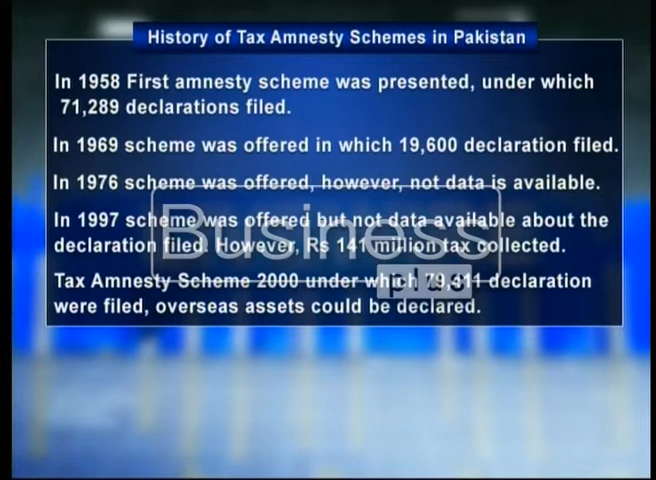 History of Tax Amnesty Schemes in Pakistan
In 1958 First amnesty scheme was presented, under which
71,289 declarations filed.
In 1969 scheme was offered in which 19,600 declaration filed.
In 1976 scheme was offered, however, not data is available.
In 1997 scheme was offered but not data available about the
declaration filed. However, Rs 141 million tax collected.
Tax Amnesty Scheme 2000 under which 79,411 declaration
were filed, overseas assets could be declared.
Business
plus